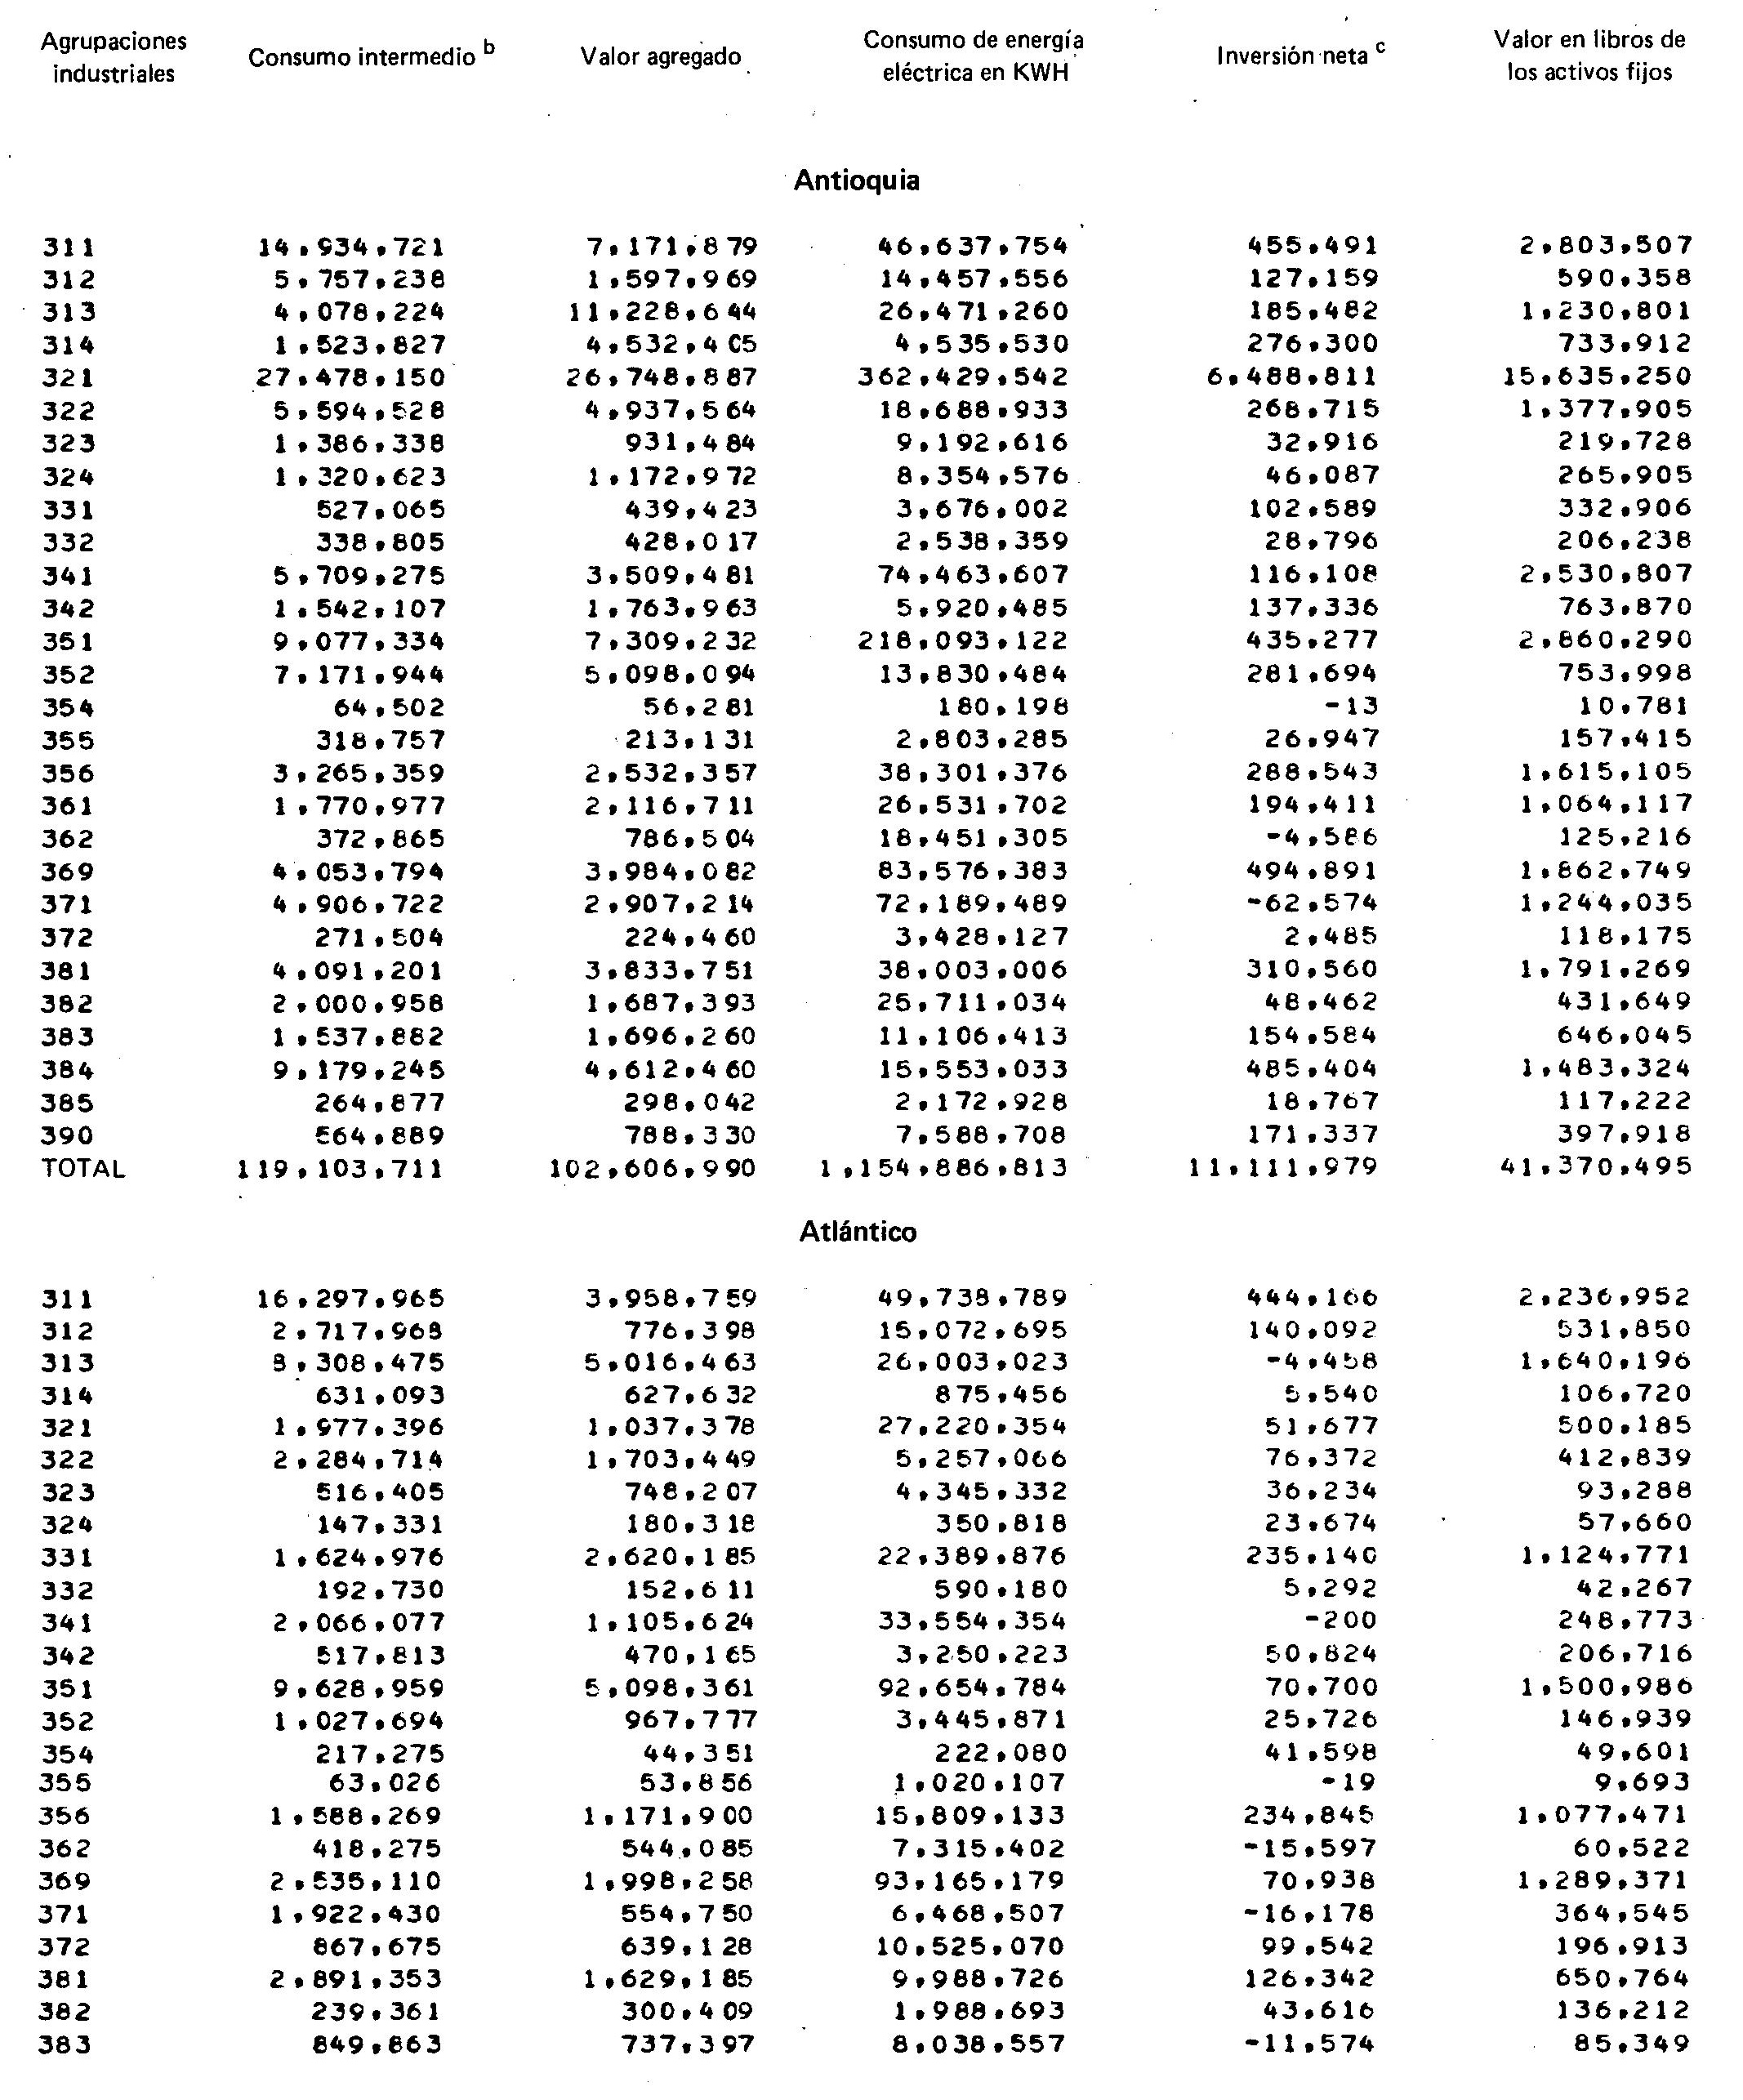 Agrupaciones industriales Consumo intermedio b Valor agregado Consumo de energía eléctrica en KWH Inversión neta c Valor en libros de los activos fijos
Antioquia
311 14,934,721 7,171,879 46,637,754 455,491 2,803,507
312 5,757,238 1,597,969 14,457,556 127,159 590,358
313 4,078,224 11,228,644 26,471,260 185,482 1,230,801
314 1,523,827 4,532,405 4,535,530 276,300 733,912
321 27,478,150 26,748,887 362,429,542 6,488,811 15,635,250
322 5,594,528 4,937,564 18,688,933 268,715 1,377,905
323 1,386,338 931,484 9,192,616 32,916 219,728
324 1,320,623 1,172,972 8,354,576 46,087 265,905
331 527,065 439,423 3,676,002 102,589 332,906
332 338,805 428,017 2,538,359 28,796 206,238
341 5,709,275 3,509,481 74,463,607 116,108 2,530,807
342 1,542,107 1,763,963 5,920,485 137,336 763,870
351 9,077,334 7,309,232 218,093,122 435,277 2,860,290
352 7,171,944 5,098,094 13,830,484 281,694 753,998
354 64,502 56,281 180,198 -13 10,781
355 318,757 213,131 2,803,285 26,947 157,415
356 3,265,359 2,532,357 38,301,376 288,543 1,615,105
361 1,770,977 2,116,711 26,531,702 194,411 1,064,117
362 372,865 786,504 18,451,305 -4,586 125,216
369 4,053,794 3,984,082 83,576,383 494,891 1,862,749
371 4,906,722 2,907,214 72,189,489 -62,574 1,244,035
372 271,504 224,460 3,428,127 2,485 118,175
381 4,091,201 3,833,751 38,003,006 310,560 1,791,269
382 2,000,958 1,687,393 25,711,034 48,462 431,649
383 1,537,882 1,696,260 11,106,413 154,584 646,045
384 9,179,245 4,612,460 15,553,033 485,404 1,483,324
385 264,877 298,042 2,172,928 18,767 117,222
390 564,889 788,330 7,588,708 171,337 397,918
TOTAL 119,103,711 102,606,990 1,154,886,813 11,111,979 41,370,495
Atlántico
311 16,297,965 3,958,759 49,738,789 444,166 2,236,952
312 2,717,968 776,398 15,072,695 140,092 531,850
313 8,308,475 5,016,463 26,003,023 -4,458 1,640,196
314 631,093 627,632 875,456 5,540 106,720
321 1,977,396 1,037,378 27,220,354 51,677 500,185
322 2,284,714 1,703,449 5,257,066 76,372 412,839
323 516,405 748,207 4,345,332 36,234 93,288
324 147,331 180,318 350,818 23,674 57,660
331 1,624,976 2,620,185 22,389,876 235,140 1,124,771
332 192,730 152,611 590,180 5,292 42,267
341 2,066,077 1,105,624 33,554,354 -200 248,773
342 517,813 470,165 3,250,223 50,824 206,716
351 9,628,959 5,098,361 92,654,784 70,700 1,500,986
352 1,027,694 967,777 3,445,871 25,726 146,939
354 217,275 44,351 222,080 41,598 49,601
355 63,026 53,856 1,020,107 -19 9,693
356 1,588,269 1,171,900 15,809,133 234,845 1,077,471
362 418,275 544,085 7,315,402 -15,597 60,522
369 2,535,110 1,998,258 93,165,179 70,938 1,289,371
371 1,922,430 554,750 6,468,507 -16,178 364,545
372 867,675 639,128 10,525,070 99,542 196,913
381 2,891,353 1,629,185 9,988,726 126,342 650,764
382 239,361 300,409 1,988,693 43,616 136,212
383 849,863 737,397 8,038,557 -11,574 85,349